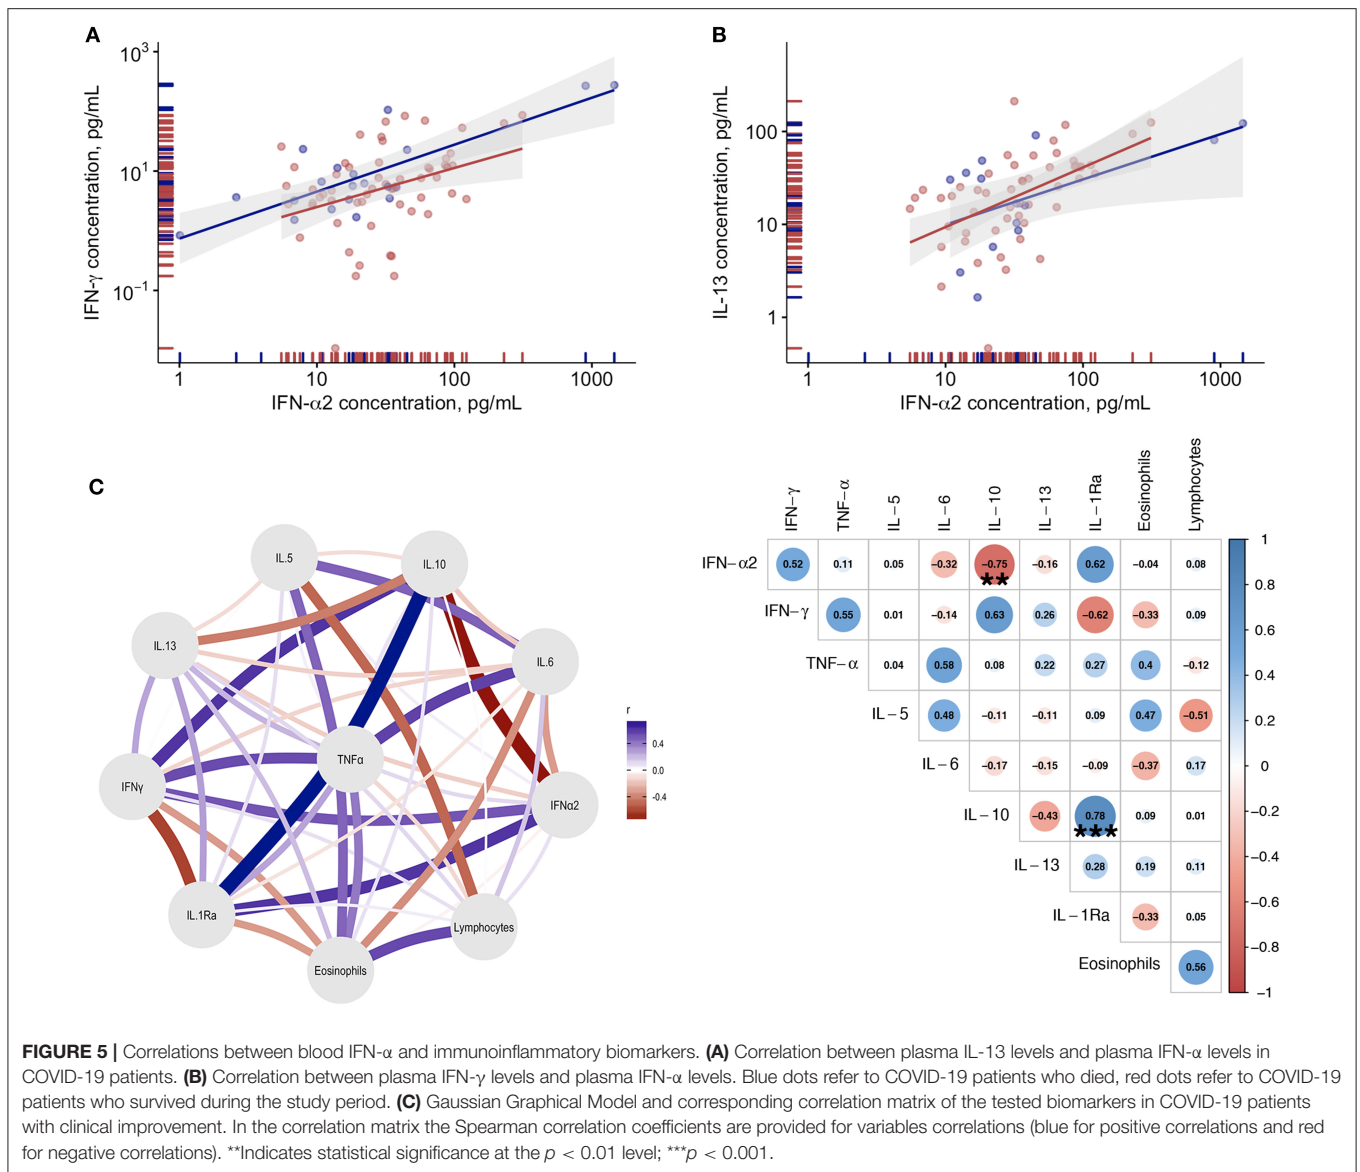 A
10³
10¹
10⁻¹
IFN-γ concentration, pg/mL
1 10 100 1000
IFN-α2 concentration, pg/mL
B
100
10
1
IL-13 concentration, pg/mL
1 10 100 1000
IFN-α2 concentration, pg/mL
C
IL.5
IL.10
IL.13
IL.6
TNFα
IFNγ
IFNα2
IL.1Ra
Lymphocytes
Eosinophils
r
0.4
0.0
-0.4
IFN-γ TNF-α IL-5 IL-6 IL-10 IL-13 IL-1Ra Eosinophils Lymphocytes
IFN-α2 0.52 0.11 0.05 -0.32 -0.75 -0.16 0.62 -0.04 0.08
**
IFN-γ 0.55 0.01 -0.14 0.63 0.26 -0.62 -0.33 0.09
TNF-α 0.04 0.58 0.08 0.22 0.27 0.4 -0.12
IL-5 0.48 -0.11 -0.11 0.09 0.47 -0.51
IL-6 -0.17 -0.15 -0.09 -0.37 0.17
IL-10 -0.43 0.78 0.09 0.01
***
IL-13 0.28 0.19 0.11
IL-1Ra -0.33 0.05
Eosinophils 0.56
1
0.8
0.6
0.4
0.2
0
-0.2
-0.4
-0.6
-0.8
-1
FIGURE 5 | Correlations between blood IFN-α and immunoinflammatory biomarkers. (A) Correlation between plasma IL-13 levels and plasma IFN-α levels in
COVID-19 patients. (B) Correlation between plasma IFN-γ levels and plasma IFN-α levels. Blue dots refer to COVID-19 patients who died, red dots refer to COVID-19
patients who survived during the study period. (C) Gaussian Graphical Model and corresponding correlation matrix of the tested biomarkers in COVID-19 patients
with clinical improvement. In the correlation matrix the Spearman correlation coefficients are provided for variables correlations (blue for positive correlations and red
for negative correlations). **Indicates statistical significance at the p < 0.01 level; ***p < 0.001.